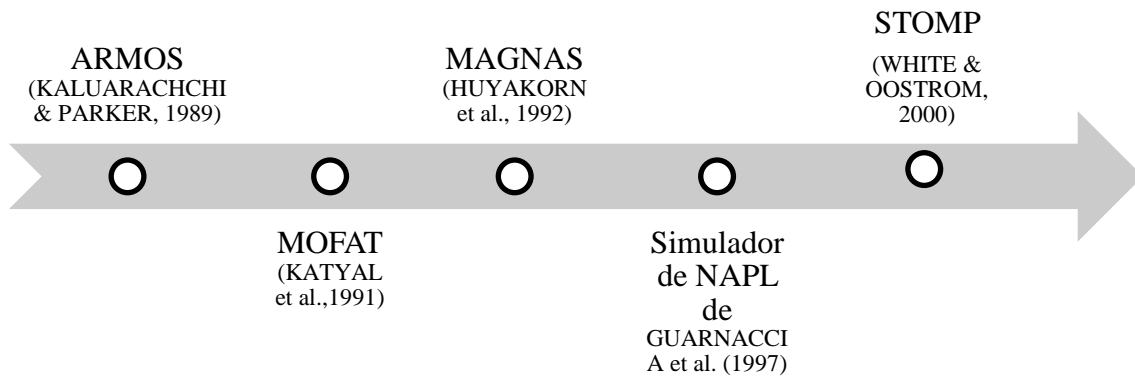 ARMOS
(KALUARACHCHI
& PARKER, 1989)
MOFAT
(KATYAL
et al.,1991)
MAGNAS
(HUYAKORN
et al., 1992)
Simulador
de NAPL
de
GUARNACCI
A et al. (1997)
STOMP
(WHITE &
OOSTROM,
2000)